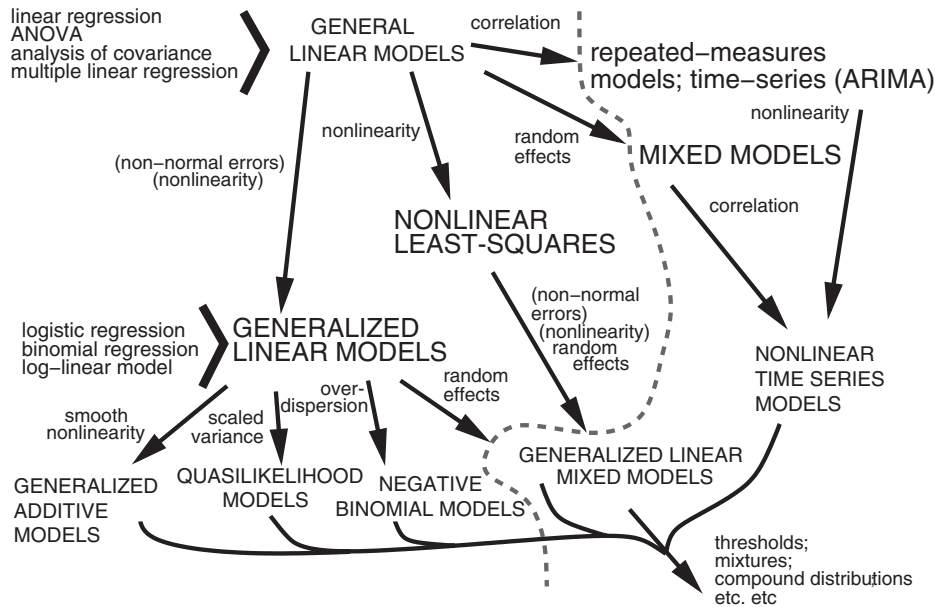 linear regression
ANOVA
analysis of covariance
multiple linear regression
GENERAL
LINEAR MODELS
correlation
repeated−measures
models; time−series (ARIMA)
nonlinearity
random
effects
MIXED MODELS
nonlinearity
(non−normal errors)
(nonlinearity)
correlation
NONLINEAR
LEAST-SQUARES
(non−normal
errors)
(nonlinearity)
random
effects
logistic regression
binomial regression
log−linear model
GENERALIZED
LINEAR MODELS
NONLINEAR
TIME SERIES
MODELS
smooth
nonlinearity
scaled
variance
over-
dispersion
random
effects
GENERALIZED
ADDITIVE
MODELS
QUASILIKELIHOOD
MODELS
NEGATIVE
BINOMIAL MODELS
GENERALIZED LINEAR
MIXED MODELS
thresholds;
mixtures;
compound distributions
etc. etc